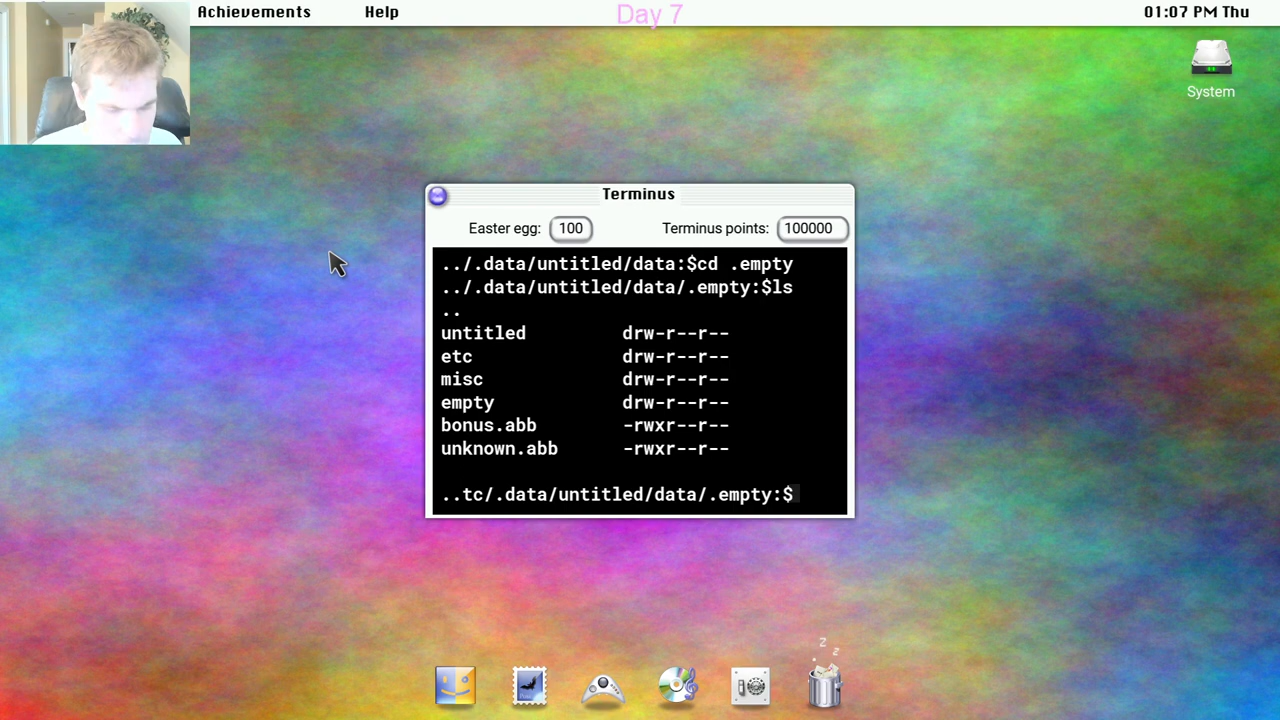 Achievements Help Day 7 01:07 PM Thu
System
Terminus
Easter egg: 100 Terminus points: 100000
../.data/untitled/data:$cd .empty
../.data/untitled/data/.empty:$ls
..
untitled drw-r--r--
etc drw-r--r--
misc drw-r--r--
empty drw-r--r--
bonus.abb -rwxr--r--
unknown.abb -rwxr--r--
..tc/.data/untitled/data/.empty:$
z
z